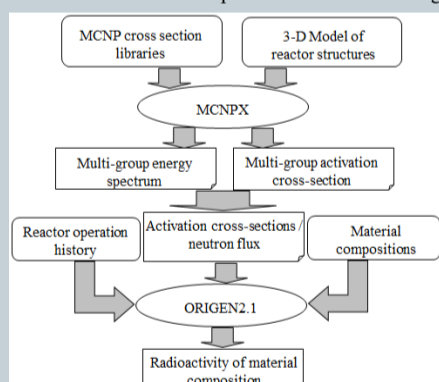 MCNP cross section
libraries
3-D Model of
reactor structures
MCNPX
Multi-group energy
spectrum
Multi-group activation
cross-section
Reactor operation
history
Activation cross-sections /
neutron flux
Material
compositions
ORIGEN2.1
Radioactivity of material
composition